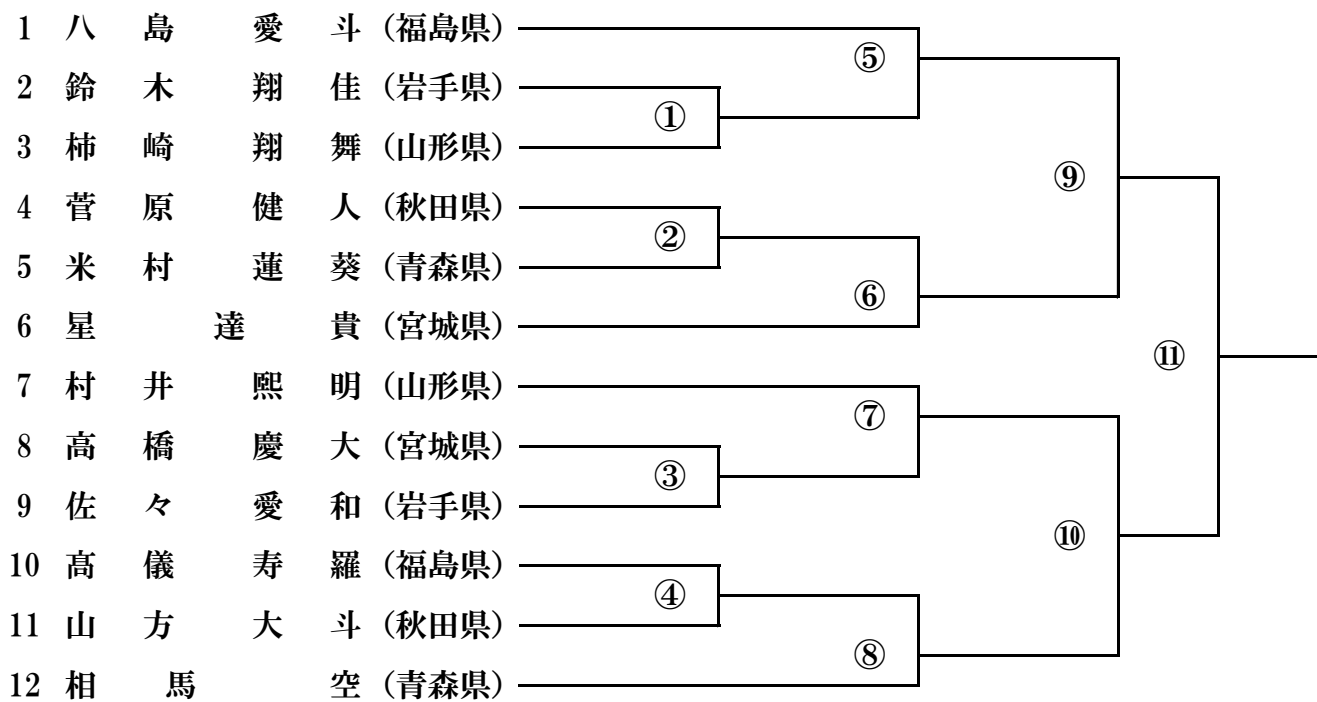 1 八島 愛斗 (福島県)
⑤
2 鈴木 翔佳 (岩手県)
①
3 柿崎 翔舞 (山形県)
⑨
4 菅原 健人 (秋田県)
②
5 米村 蓮葵 (青森県)
⑥
6 星 達貴 (宮城県)
⑪
7 村井 熙明 (山形県)
⑦
8 高橋 慶大 (宮城県)
③
9 佐々 愛和 (岩手県)
⑩
10 髙儀 寿羅 (福島県)
④
11 山方 大斗 (秋田県)
⑧
12 相馬 空 (青森県)